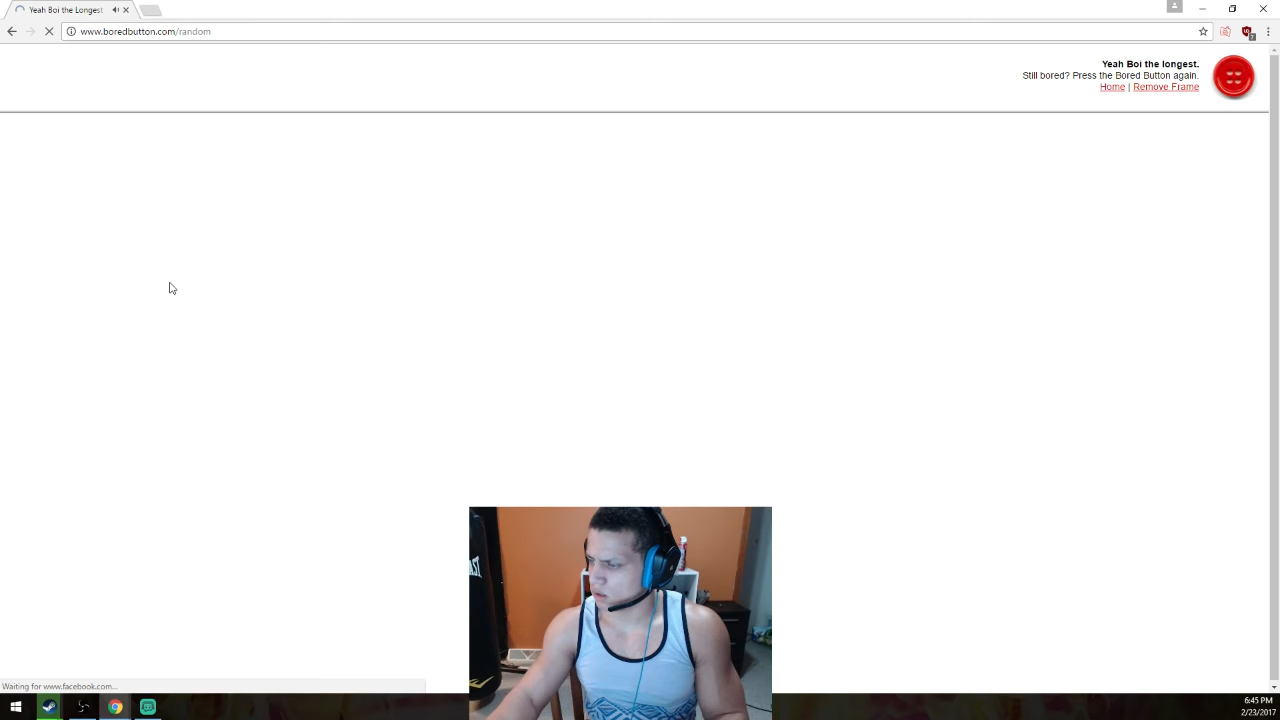 Yeah Boi the Longest
www.boredbutton.com/random
Yeah Boi the longest.
Still bored? Press the Bored Button again.
Home | Remove Frame
Waiting for www.facebook.com...
6:45 PM
2/23/2017